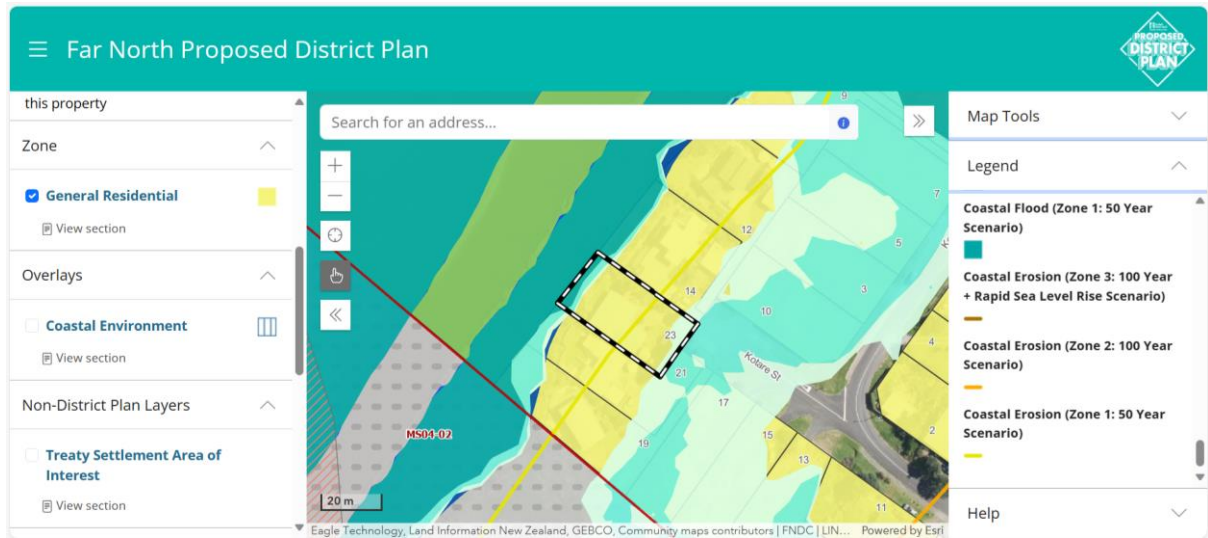 Far North Proposed District Plan
PROPOSED
DISTRICT
PLAN
this property
Zone
General Residential
View section
Overlays
Coastal Environment
View section
Non-District Plan Layers
Treaty Settlement Area of
Interest
View section
Search for an address...
9
7
12
5
14
3
10
23
4
21
Kotare St
17
2
MS04-02
19
15
13
11
20 m
Eagle Technology, Land Information New Zealand, GEBCO, Community maps contributors | FNDC | LIN... Powered by Esri
Map Tools
Legend
Coastal Flood (Zone 1: 50 Year
Scenario)
Coastal Erosion (Zone 3: 100 Year
+ Rapid Sea Level Rise Scenario)
Coastal Erosion (Zone 2: 100 Year
Scenario)
Coastal Erosion (Zone 1: 50 Year
Scenario)
Help